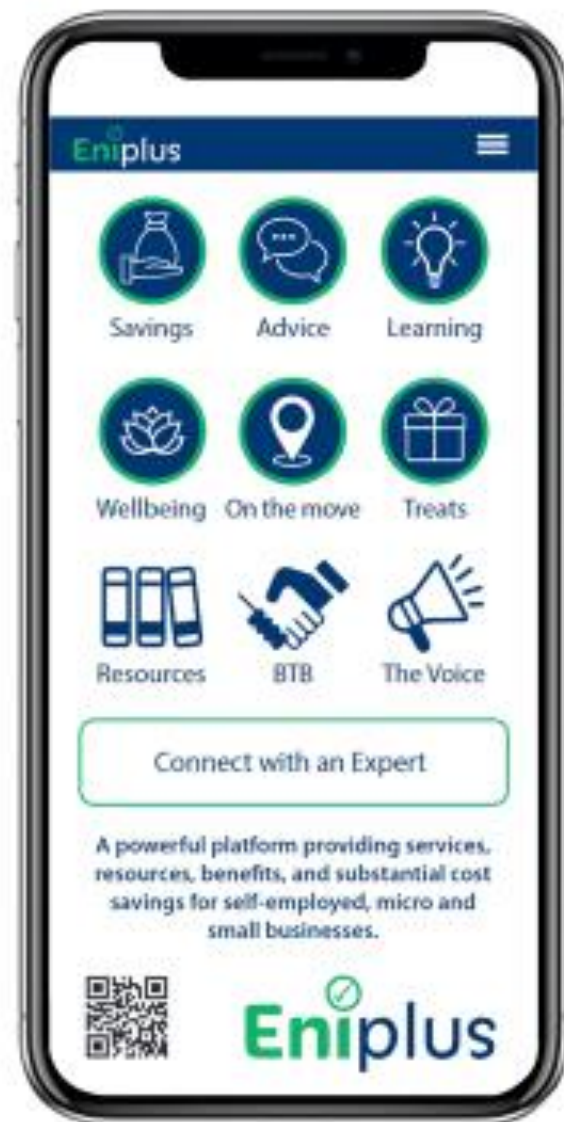 Eniplus
Savings Advice Learning
Wellbeing On the move Treats
Resources BTB The Voice
Connect with an Expert
A powerful platform providing services,
resources, benefits, and substantial cost
savings for self-employed, micro and
small businesses.
Eniplus